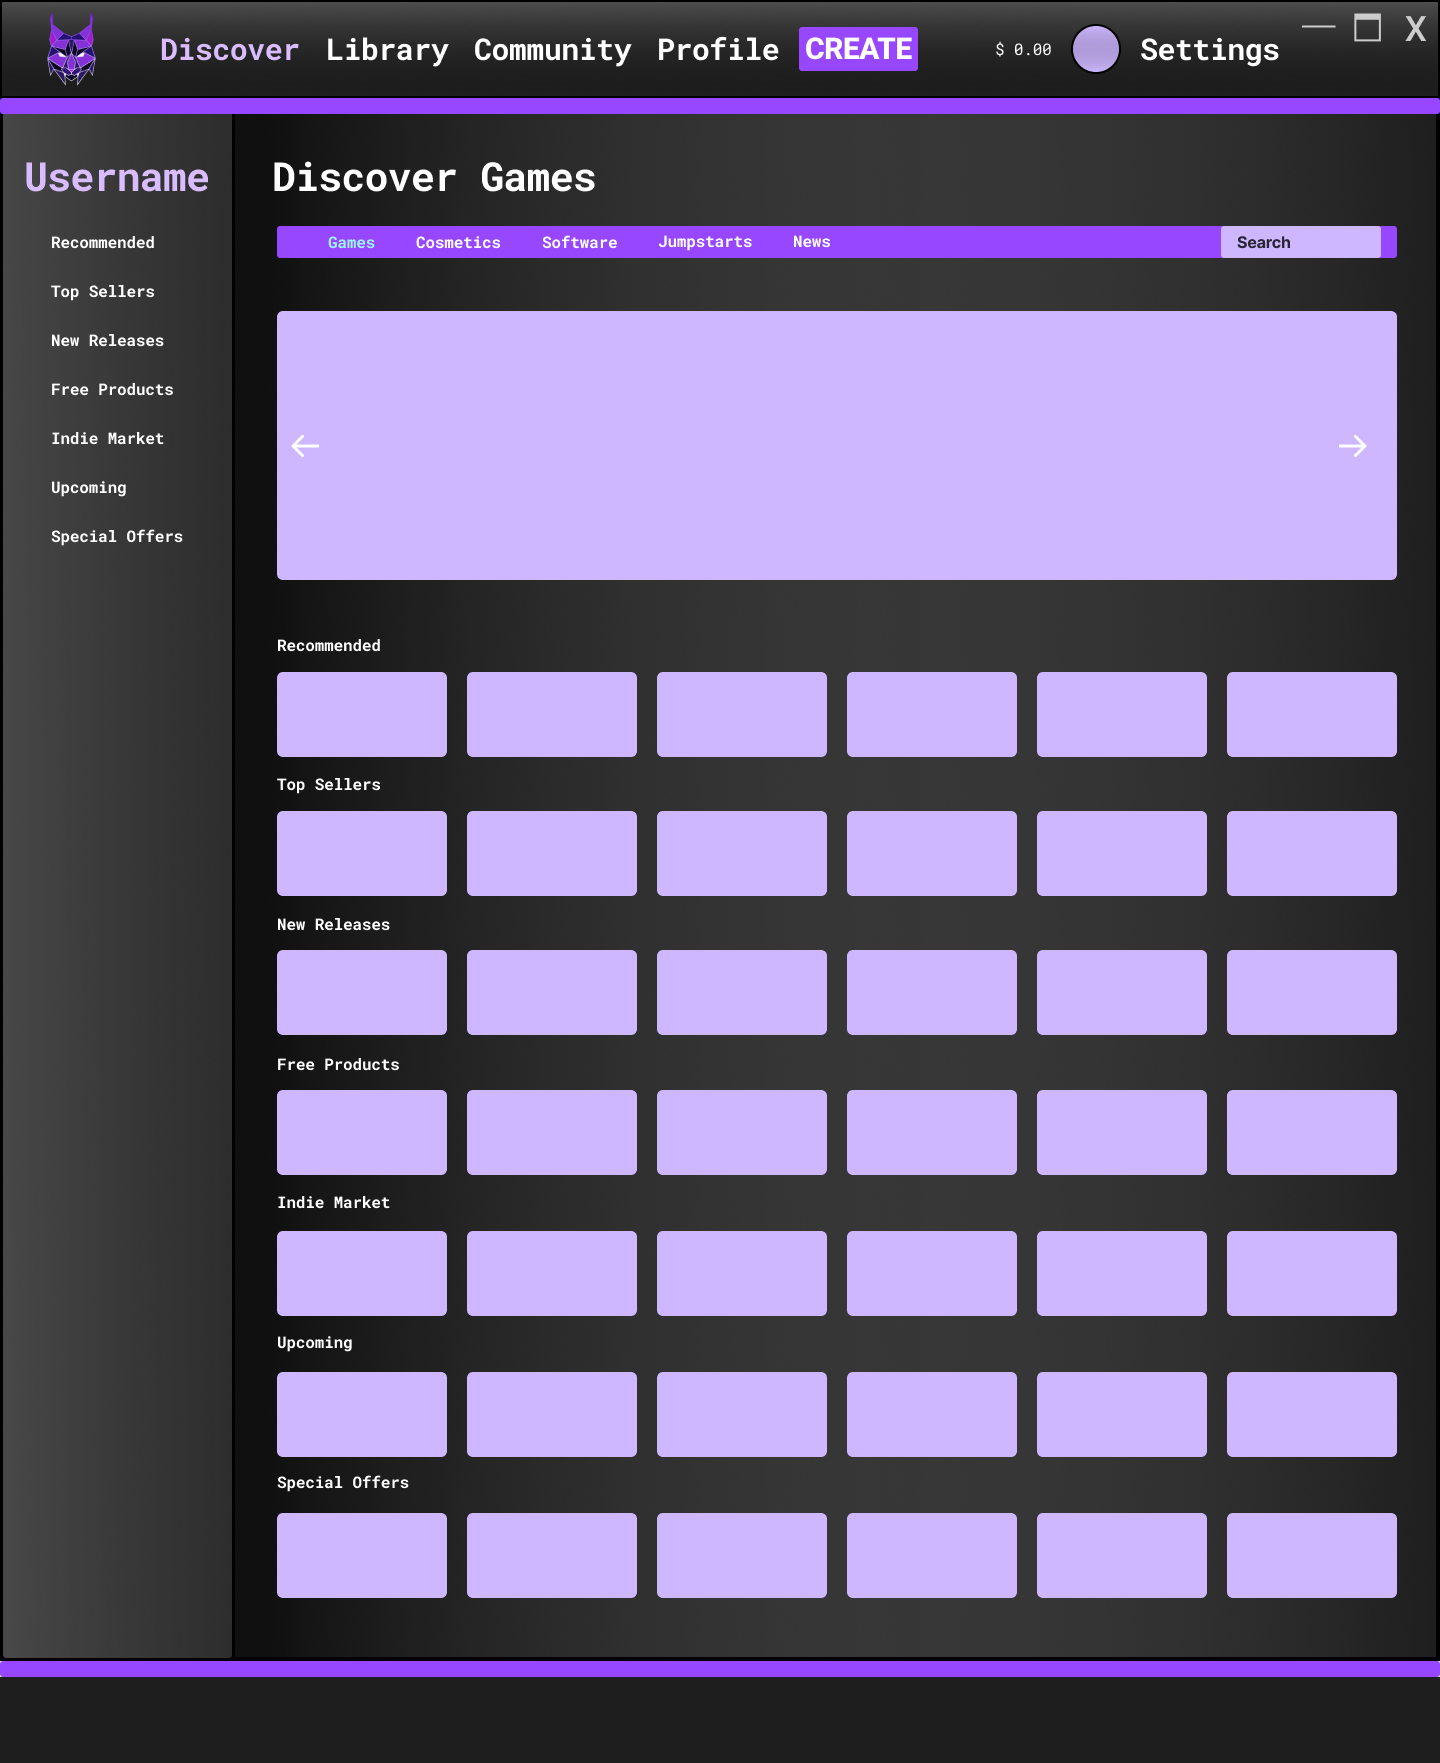 Discover Library Community Profile CREATE $ 0.00 Settings X
Username
Recommended
Top Sellers
New Releases
Free Products
Indie Market
Upcoming
Special Offers
Discover Games
Games Cosmetics Software Jumpstarts News Search
Recommended
Top Sellers
New Releases
Free Products
Indie Market
Upcoming
Special Offers